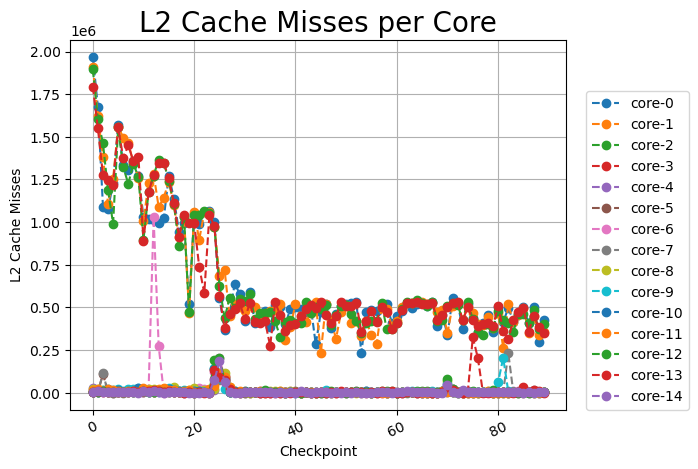 L2 Cache Misses per Core
1e6
2.00
1.75
1.50
1.25
1.00
0.75
0.50
0.25
0.00
L2 Cache Misses
0
20
40
60
80
Checkpoint
core-0
core-1
core-2
core-3
core-4
core-5
core-6
core-7
core-8
core-9
core-10
core-11
core-12
core-13
core-14